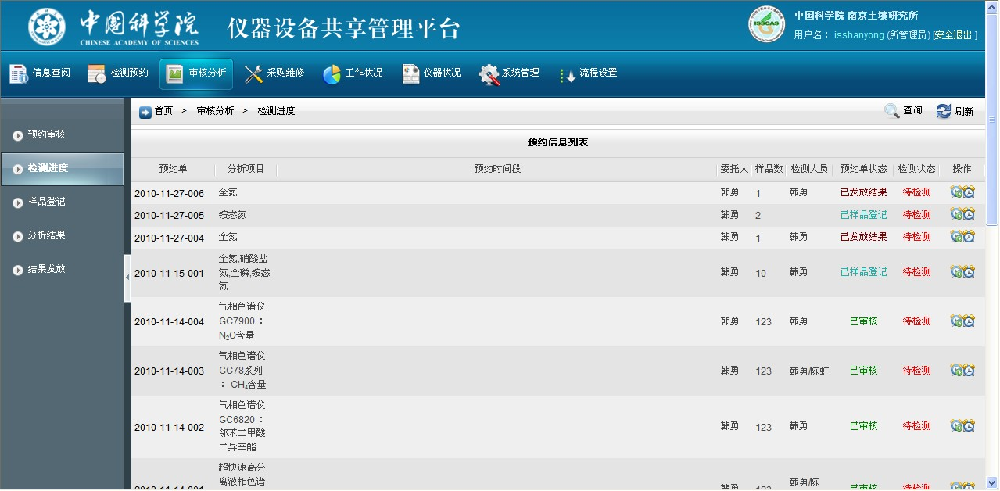 中国科学院
CHINESE ACADEMY OF SCIENCES
仪器设备共享管理平台
ISSCAS
中国科学院 南京土壤研究所
用户名： isshanyong (所管理员) [安全退出 ]
信息查阅 检测预约 审核分析 采购维修 工作状况 仪器状况 系统管理 流程设置
首页 > 审核分析 > 检测进度 查询 刷新
预约审核
检测进度
样品登记
分析结果
结果发放
预约信息列表
预约单 分析项目 预约时间段 委托人 样品数 检测人员 预约单状态 检测状态 操作
2010-11-27-006 全氮 韩勇 1 韩勇 已发放结果 待检测
2010-11-27-005 铵态氮 韩勇 2 已样品登记 待检测
2010-11-27-004 全氮 韩勇 1 韩勇 已发放结果 待检测
全氮,硝酸盐
2010-11-15-001 氮,全磷,铵态 韩勇 10 韩勇 已样品登记 待检测
氮
气相色谱仪
2010-11-14-004 GC7900 ： 韩勇 123 韩勇 已审核 待检测
N₂O含量
气相色谱仪
2010-11-14-003 GC78系列 韩勇 123 韩勇/陈虹 已审核 待检测
： CH₄含量
气相色谱仪
GC6820 ：
2010-11-14-002 邻苯二甲酸 韩勇 123 韩勇 已审核 待检测
二异辛酯
超快速高分
离液相色谱 韩勇/陈
2010-11-14-001 韩勇 123 已审核 待检测